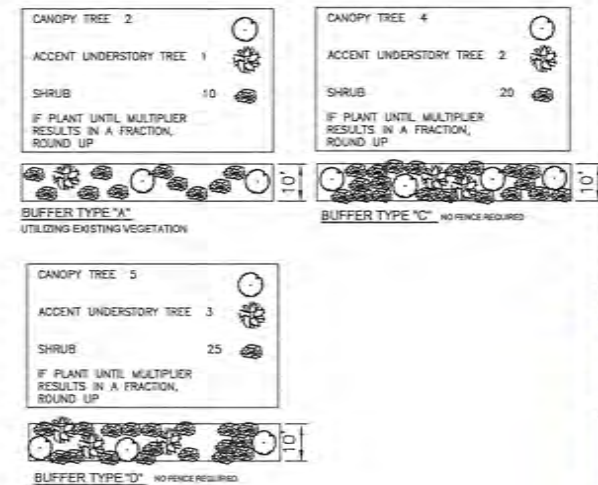 CANOPY TREE 2
ACCENT UNDERSTORY TREE 1
SHRUB 10
IF PLANT UNTIL MULTIPLIER
RESULTS IN A FRACTION,
ROUND UP
10'
BUFFER TYPE "A"
UTILIZING EXISTING VEGETATION
CANOPY TREE 4
ACCENT UNDERSTORY TREE 2
SHRUB 20
IF PLANT UNTIL MULTIPLIER
RESULTS IN A FRACTION,
ROUND UP
10'
BUFFER TYPE "C" NO FENCE REQUIRED
CANOPY TREE 5
ACCENT UNDERSTORY TREE 3
SHRUB 25
IF PLANT UNTIL MULTIPLIER
RESULTS IN A FRACTION,
ROUND UP
10'
BUFFER TYPE "D" NO FENCE REQUIRED